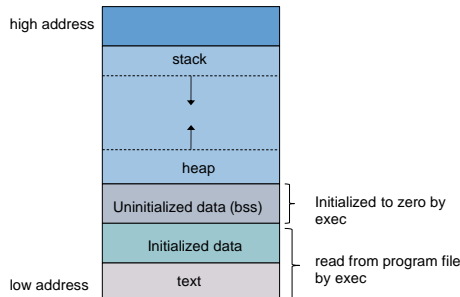 high address
stack
heap
Uninitialized data (bss)
Initialized to zero by
exec
Initialized data
read from program file
by exec
low address
text